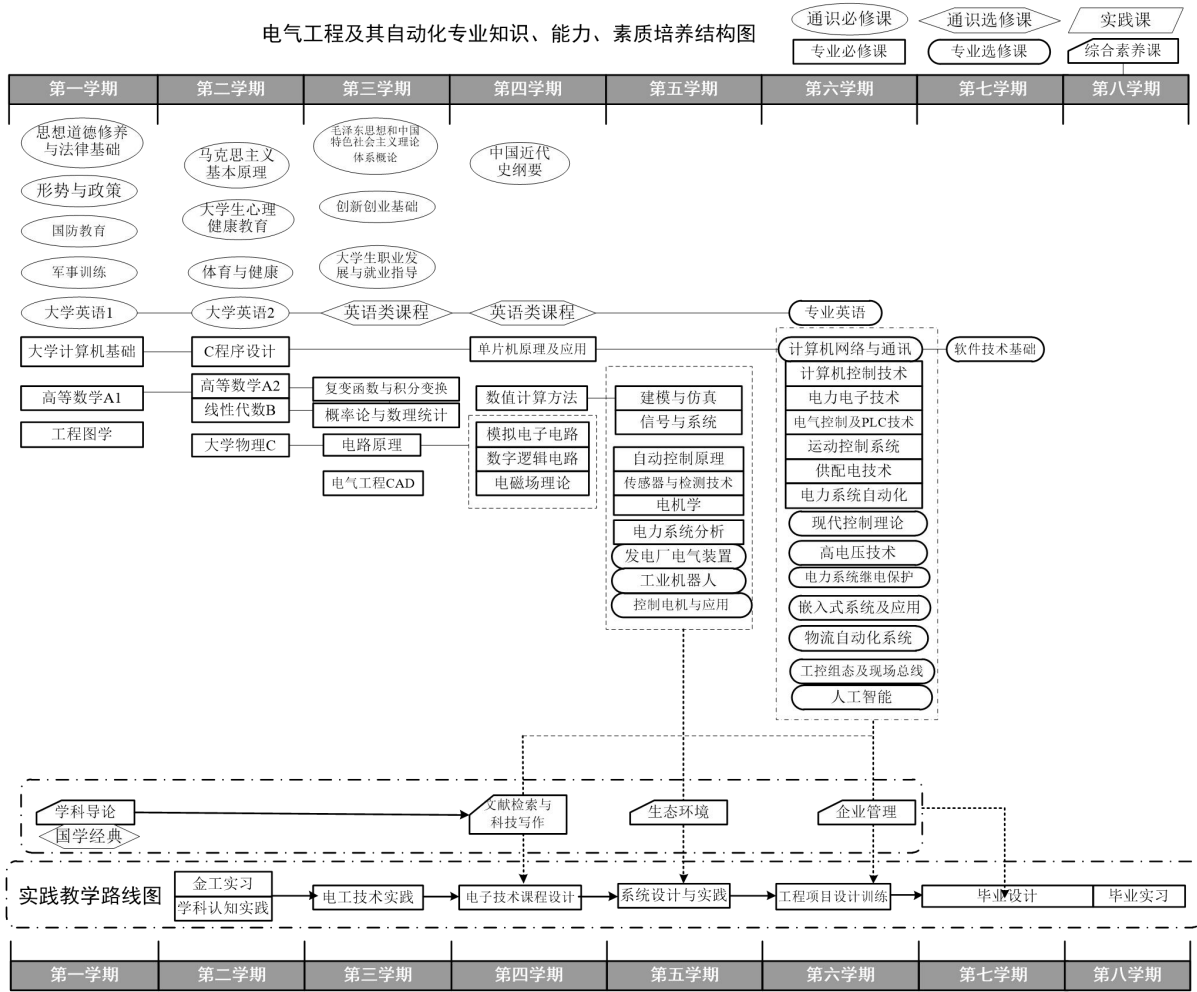 电气工程及其自动化专业知识、能力、素质培养结构图
通识必修课
通识选修课
实践课
专业必修课
专业选修课
综合素养课
第一学期
第二学期
第三学期
第四学期
第五学期
第六学期
第七学期
第八学期
思想道德修养
与法律基础
形势与政策
国防教育
军事训练
大学英语1
大学计算机基础
高等数学A1
工程图学
马克思主义
基本原理
大学生心理
健康教育
体育与健康
大学英语2
C程序设计
高等数学A2
线性代数B
大学物理C
毛泽东思想和中国
特色社会主义理论
体系概论
创新创业基础
大学生职业发
展与就业指导
英语类课程
复变函数与积分变换
概率论与数理统计
电路原理
电气工程CAD
中国近代
史纲要
英语类课程
单片机原理及应用
数值计算方法
模拟电子电路
数字逻辑电路
电磁场理论
建模与仿真
信号与系统
自动控制原理
传感器与检测技术
电机学
电力系统分析
发电厂电气装置
工业机器人
控制电机与应用
专业英语
计算机网络与通讯
计算机控制技术
电力电子技术
电气控制及PLC技术
运动控制系统
供配电技术
电力系统自动化
现代控制理论
高电压技术
电力系统继电保护
嵌入式系统及应用
物流自动化系统
工控组态及现场总线
人工智能
软件技术基础
学科导论
国学经典
文献检索与
科技写作
生态环境
企业管理
实践教学路线图
金工实习
学科认知实践
电工技术实践
电子技术课程设计
系统设计与实践
工程项目设计训练
毕业设计
毕业实习
第一学期
第二学期
第三学期
第四学期
第五学期
第六学期
第七学期
第八学期